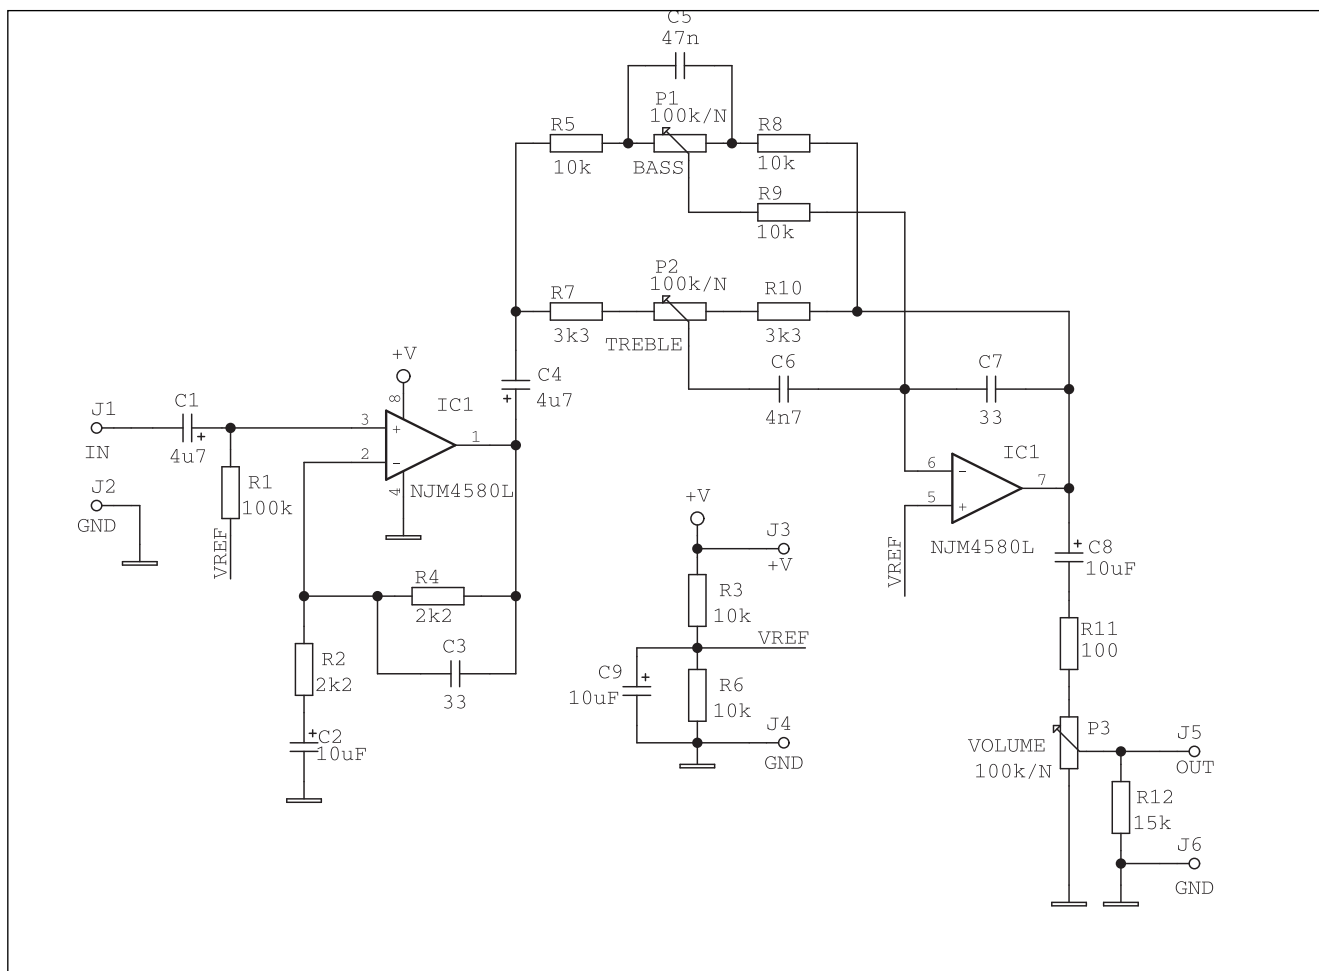 C5
47n
P1
100k/N
R5
10k
BASS
R8
10k
R9
10k
P2
100k/N
R7
3k3
TREBLE
R10
3k3
+V
C4
4u7
C6
4n7
C7
33
J1
IN
C1
4u7
3
2
8
4
1
IC1
NJM4580L
J2
GND
R1
100k
VREF
6
5
7
IC1
NJM4580L
VREF
+V
J3
+V
R3
10k
VREF
C8
10uF
R4
2k2
C3
33
R2
2k2
C2
10uF
C9
10uF
R6
10k
J4
GND
R11
100
P3
VOLUME
100k/N
J5
OUT
R12
15k
J6
GND